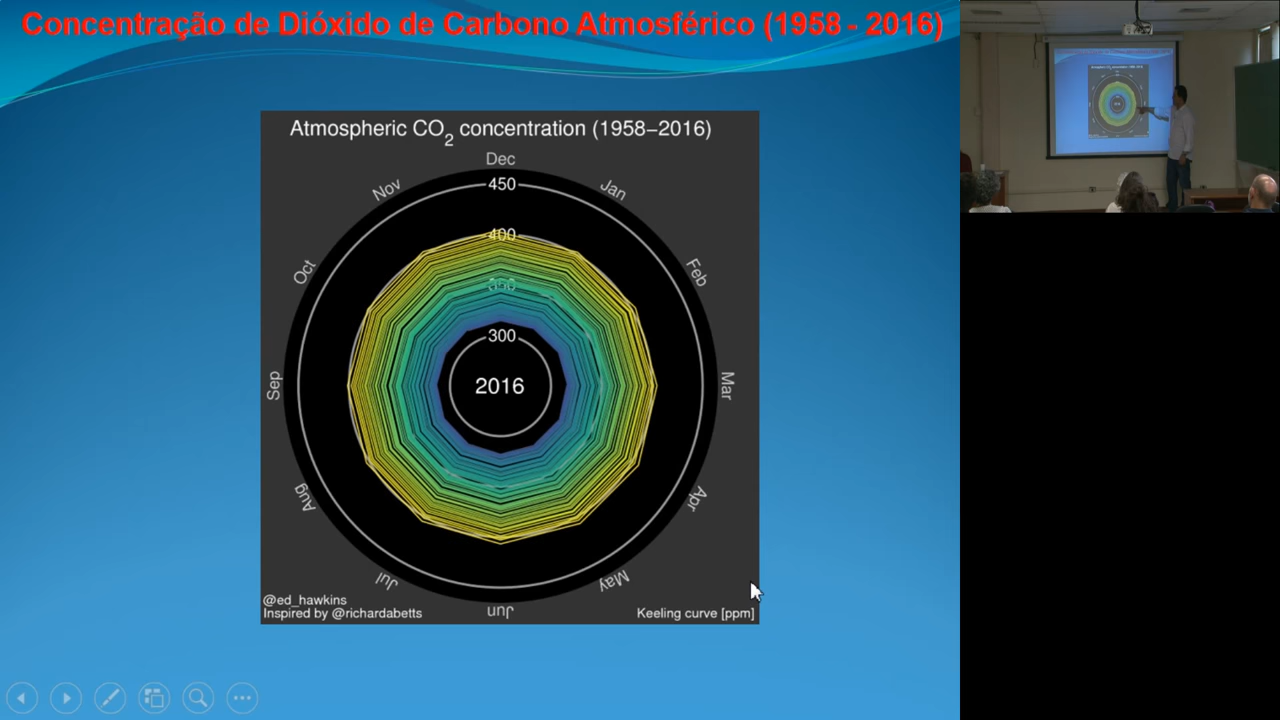 Concentração de Dióxido de Carbono Atmosférico (1958 - 2016)
Atmospheric CO2 concentration (1958–2016)
Dec
Nov
Jan
450
400
Oct
Feb
350
300
Sep
2016
Mar
Aug
Apr
Jul
May
Jun
@ed_hawkins
Inspired by @richardabetts
Keeling curve [ppm]